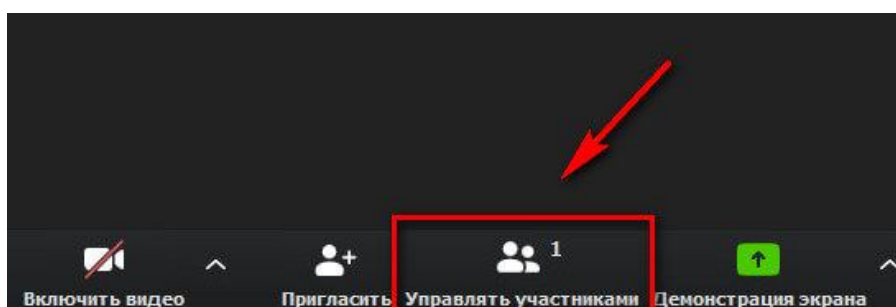 1
Включить видео Пригласить Управлять участниками Демонстрация экрана